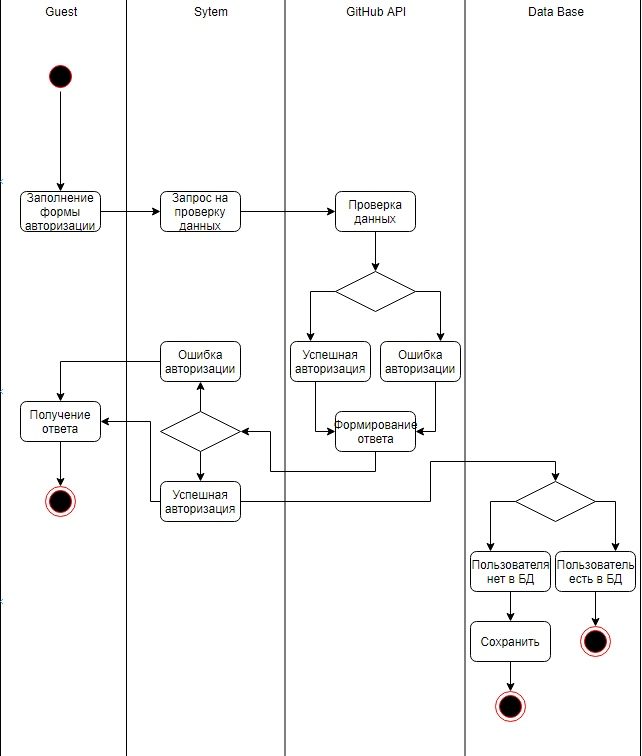 Guest
Sytem
GitHub API
Data Base
Заполнение
формы
авторизации
Запрос на
проверку
данных
Проверка
данных
Успешная
авторизация
Ошибка
авторизации
Ошибка
авторизации
Получение
ответа
Формирование
ответа
Успешная
авторизация
Пользователя
нет в БД
Пользователь
есть в БД
Сохранить